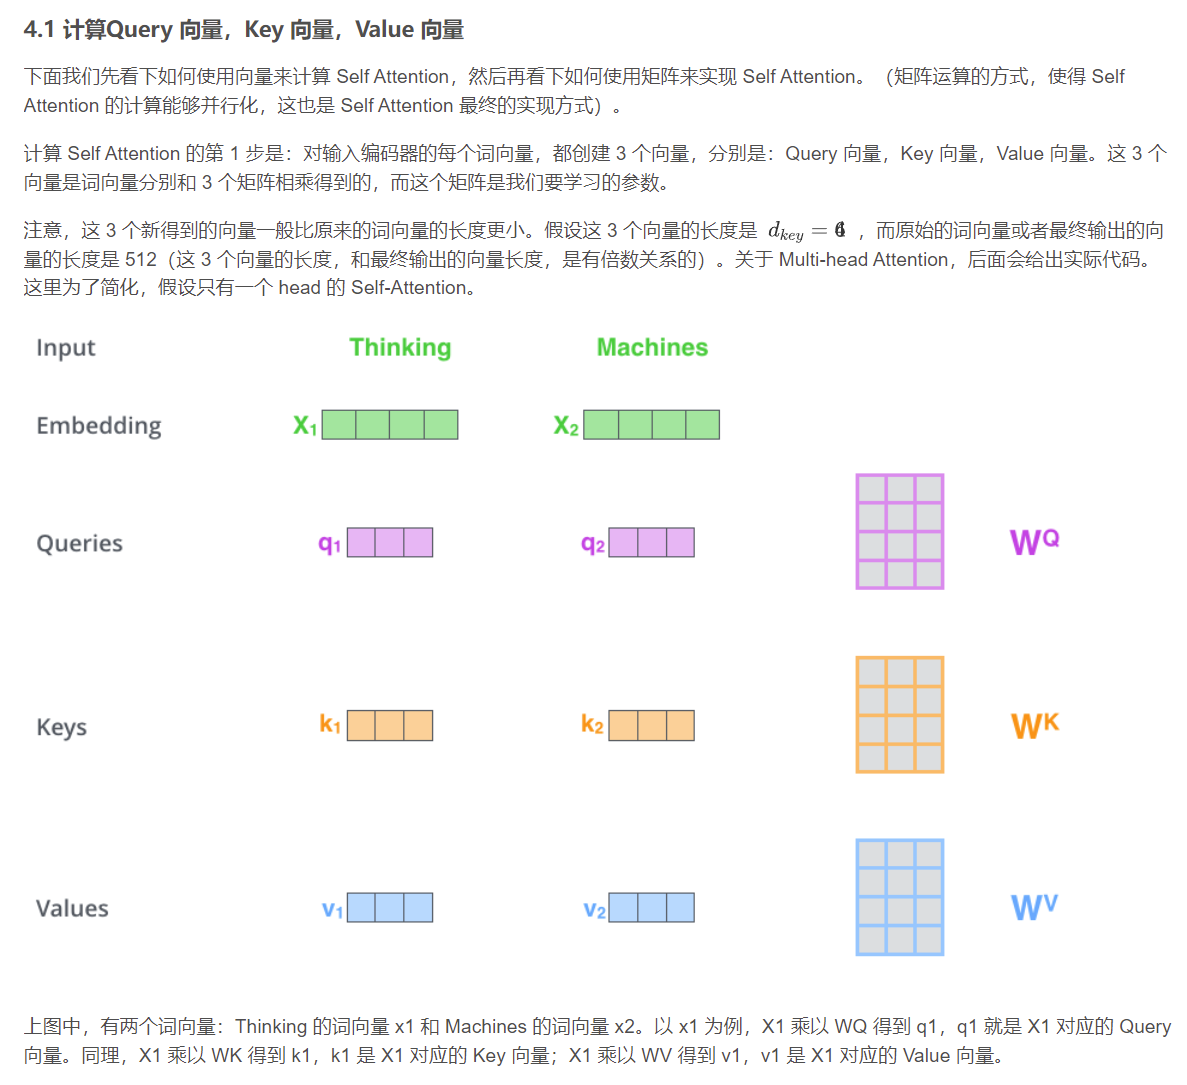 4.1 计算Query 向量，Key 向量，Value 向量
下面我们先看下如何使用向量来计算 Self Attention，然后再看下如何使用矩阵来实现 Self Attention。（矩阵运算的方式，使得 Self
Attention 的计算能够并行化，这也是 Self Attention 最终的实现方式）。
计算 Self Attention 的第 1 步是：对输入编码器的每个词向量，都创建 3 个向量，分别是：Query 向量，Key 向量，Value 向量。这 3 个
向量是词向量分别和 3 个矩阵相乘得到的，而这个矩阵是我们要学习的参数。
注意，这 3 个新得到的向量一般比原来的词向量的长度更小。假设这 3 个向量的长度是 d_key = ，而原始的词向量或者最终输出的向
量的长度是 512（这 3 个向量的长度，和最终输出的向量长度，是有倍数关系的）。关于 Multi-head Attention，后面会给出实际代码。
这里为了简化，假设只有一个 head 的 Self-Attention。
Input Thinking Machines
Embedding X1 X2
Queries q1 q2 WQ
Keys k1 k2 WK
Values v1 v2 WV
上图中，有两个词向量：Thinking 的词向量 x1 和 Machines 的词向量 x2。以 x1 为例，X1 乘以 WQ 得到 q1，q1 就是 X1 对应的 Query
向量。同理，X1 乘以 WK 得到 k1，k1 是 X1 对应的 Key 向量；X1 乘以 WV 得到 v1，v1 是 X1 对应的 Value 向量。